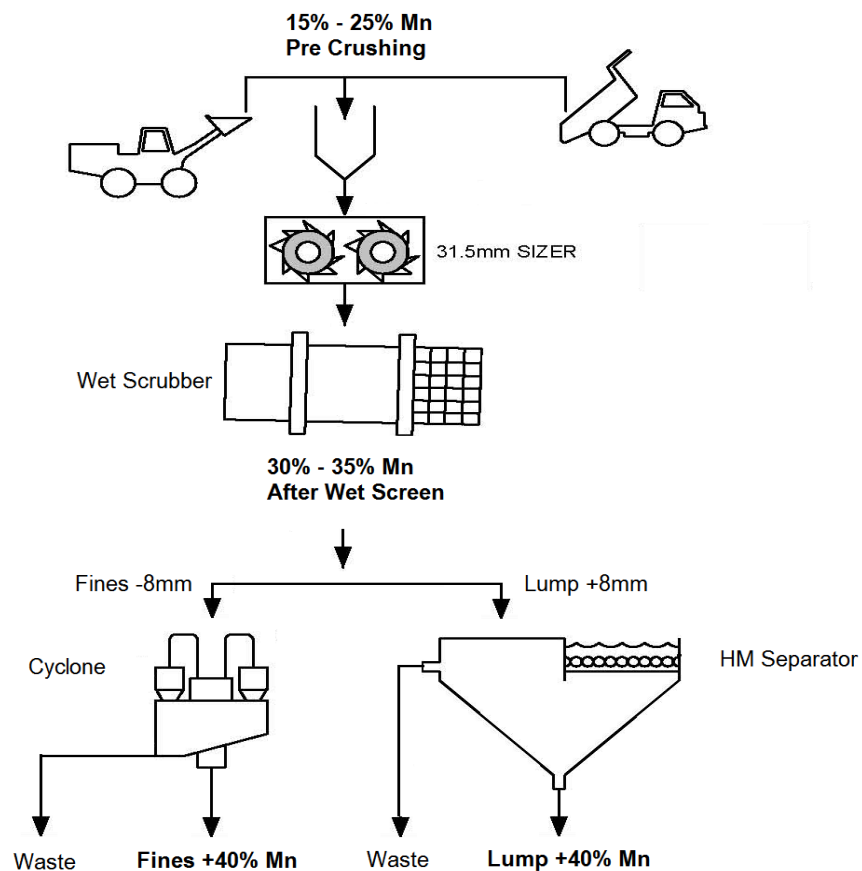 15% - 25% Mn
Pre Crushing
31.5mm SIZER
Wet Scrubber
30% - 35% Mn
After Wet Screen
Fines -8mm
Lump +8mm
Cyclone
HM Separator
Waste
Fines +40% Mn
Waste
Lump +40% Mn